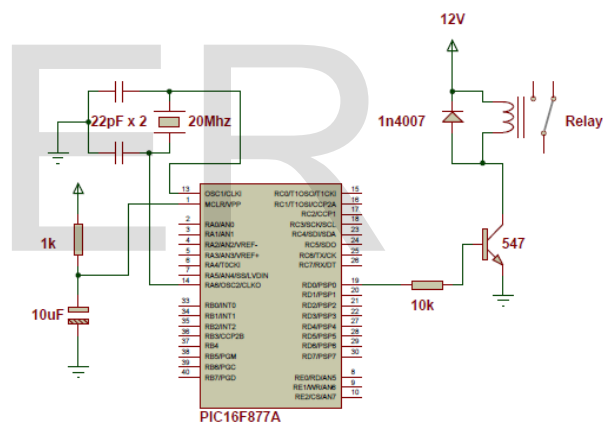 ER
12V
22pF x 2
20Mhz
1n4007
Relay
1k
10uF
547
10k
13 OSC1/CLKI
1 MCLR/VPP
2 RA0/AN0
3 RA1/AN1
4 RA2/AN2/VREF-
5 RA3/AN3/VREF+
6 RA4/T0CKI
7 RA5/AN4/SS/LVDIN
14 RA6/OSC2/CLKO
33 RB0/INT0
34 RB1/INT1
35 RB2/INT2
36 RB3/CCP2B
37 RB4
38 RB5/PGM
39 RB6/PGC
40 RB7/PGD
RC0/T1OSO/T1CKI 15
RC1/T1OSI/CCP2A 16
RC2/CCP1 17
RC3/SCK/SCL 18
RC4/SDI/SDA 23
RC5/SDO 24
RC6/TX/CK 25
RC7/RX/DT 26
RD0/PSP0 19
RD1/PSP1 20
RD2/PSP2 21
RD3/PSP3 22
RD4/PSP4 27
RD5/PSP5 28
RD6/PSP6 29
RD7/PSP7 30
RE0/RD/AN5 8
RE1/WR/AN6 9
RE2/CS/AN7 10
PIC16F877A